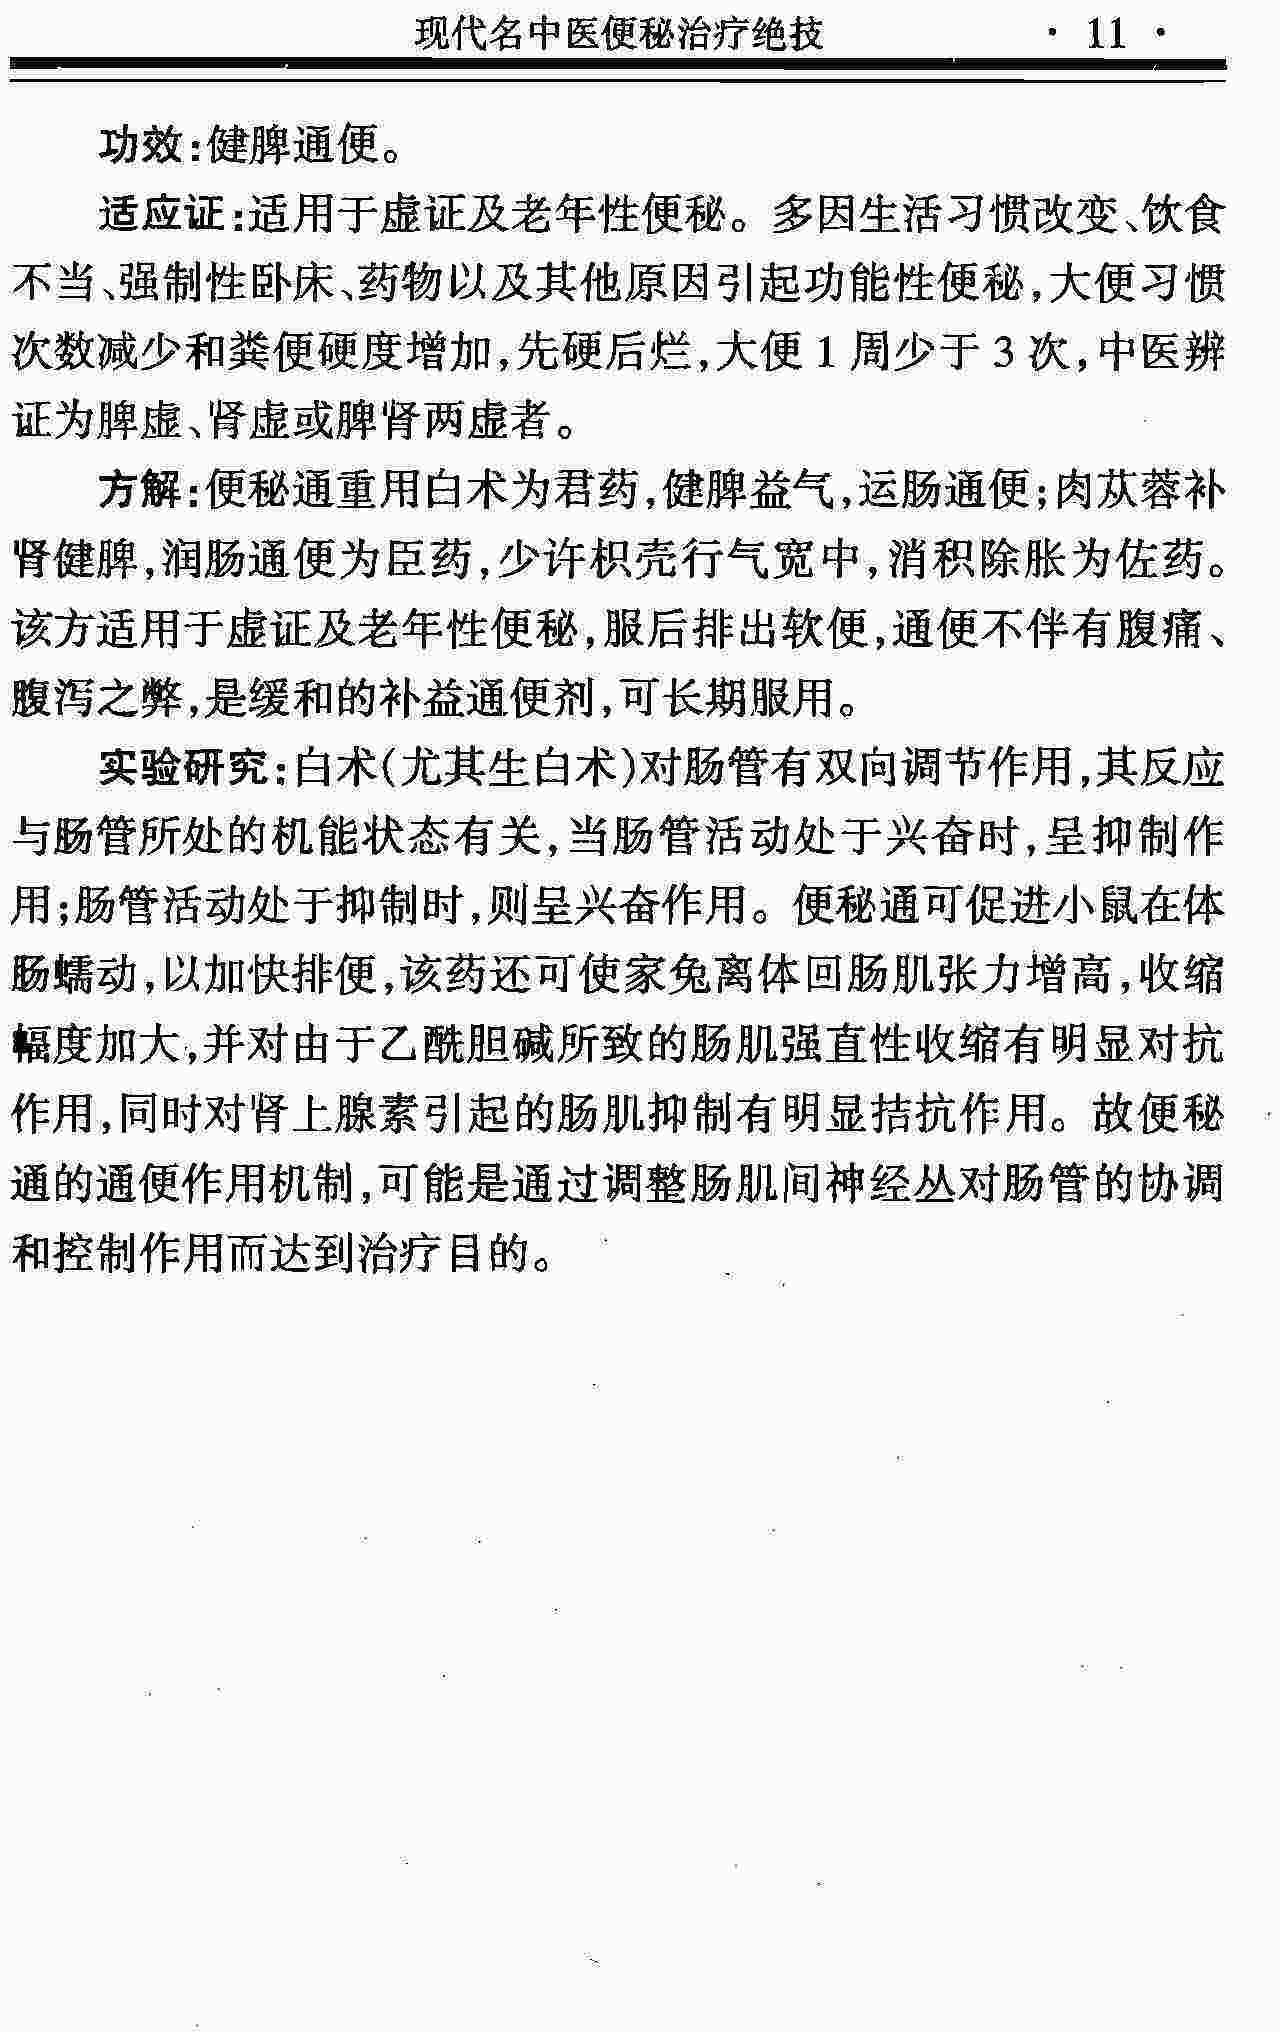 现代名中医便秘治疗绝技 · 11 ·
功效:健脾通便。
适应证:适用于虚证及老年性便秘。多因生活习惯改变、饮食
不当、强制性卧床、药物以及其他原因引起功能性便秘,大便习惯
次数减少和粪便硬度增加,先硬后烂,大便 1 周少于 3 次,中医辨
证为脾虚、肾虚或脾肾两虚者。
方解:便秘通重用白术为君药,健脾益气,运肠通便;肉苁蓉补
肾健脾,润肠通便为臣药,少许枳壳行气宽中,消积除胀为佐药。
该方适用于虚证及老年性便秘,服后排出软便,通便不伴有腹痛、
腹泻之弊,是缓和的补益通便剂,可长期服用。
实验研究:白术(尤其生白术)对肠管有双向调节作用,其反应
与肠管所处的机能状态有关,当肠管活动处于兴奋时,呈抑制作
用;肠管活动处于抑制时,则呈兴奋作用。便秘通可促进小鼠在体
肠蠕动,以加快排便,该药还可使家兔离体回肠肌张力增高,收缩
幅度加大,并对由于乙酰胆碱所致的肠肌强直性收缩有明显对抗
作用,同时对肾上腺素引起的肠肌抑制有明显拮抗作用。故便秘
通的通便作用机制,可能是通过调整肠肌间神经丛对肠管的协调
和控制作用而达到治疗目的。